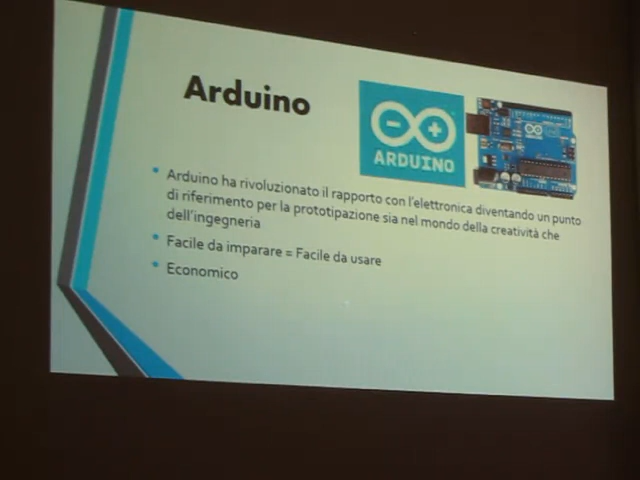 Arduino
ARDUINO
• Arduino ha rivoluzionato il rapporto con l'elettronica diventando un punto
di riferimento per la prototipazione sia nel mondo della creatività che
dell'ingegneria
• Facile da imparare = Facile da usare
• Economico